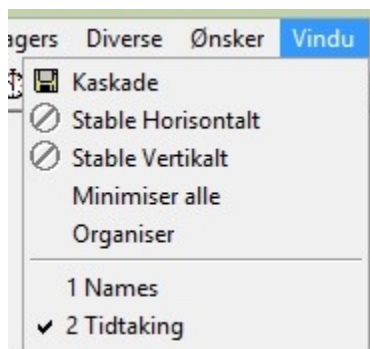 agers Diverse Ønsker Vindu
Kaskade
Stable Horisontalt
Stable Vertikalt
Minimiser alle
Organiser
1 Names
2 Tidtaking